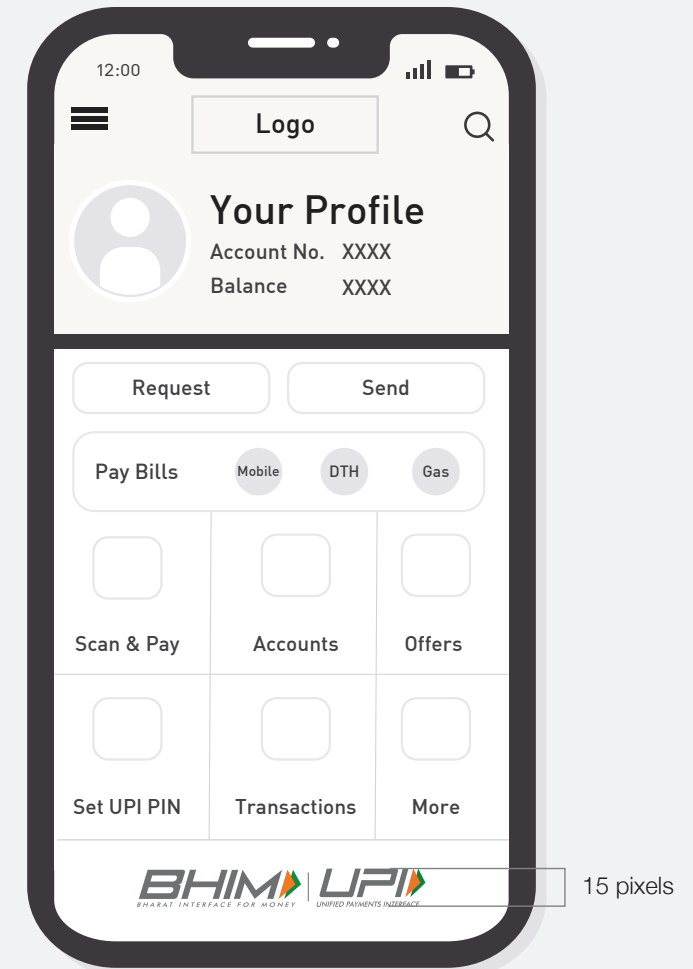 12:00
Logo
Your Profile
Account No. XXXX
Balance XXXX
Request Send
Pay Bills Mobile DTH Gas
Scan & Pay Accounts Offers
Set UPI PIN Transactions More
BHIM UPI
BHARAT INTERFACE FOR MONEY UNIFIED PAYMENTS INTERFACE
15 pixels